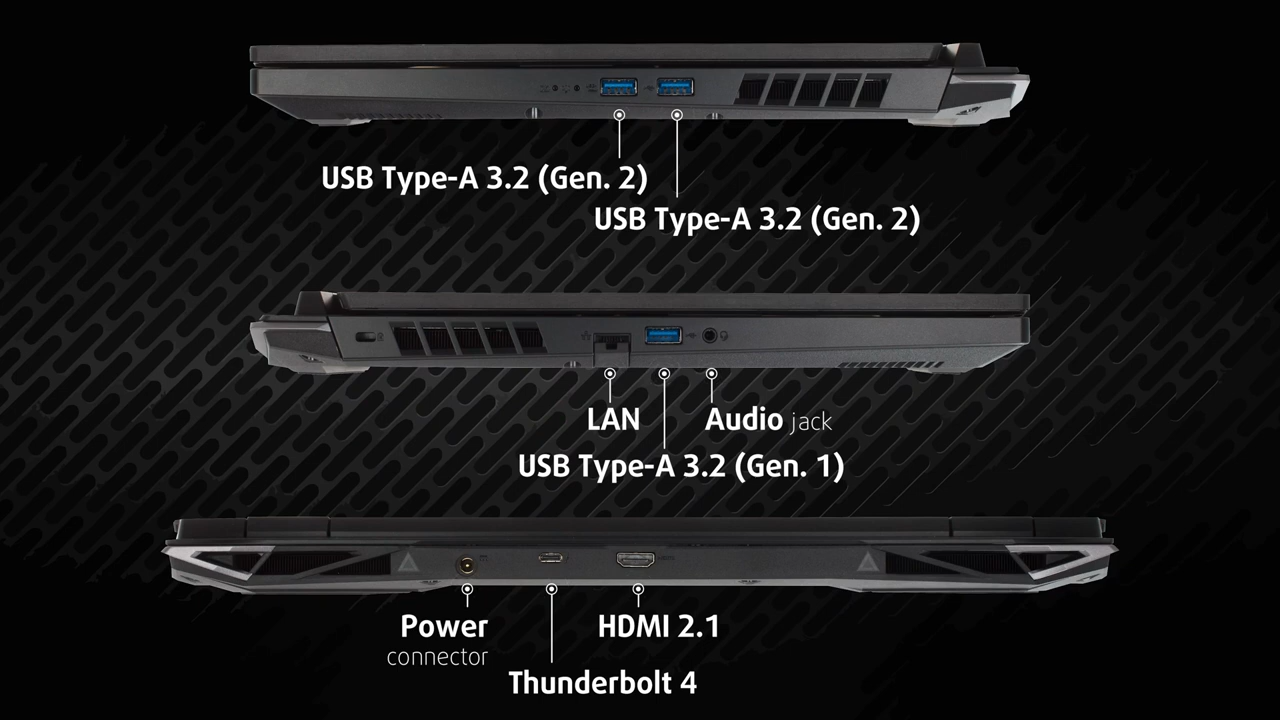 USB Type-A 3.2 (Gen. 2)
USB Type-A 3.2 (Gen. 2)
LAN
Audio jack
USB Type-A 3.2 (Gen. 1)
Power
connector
HDMI 2.1
Thunderbolt 4